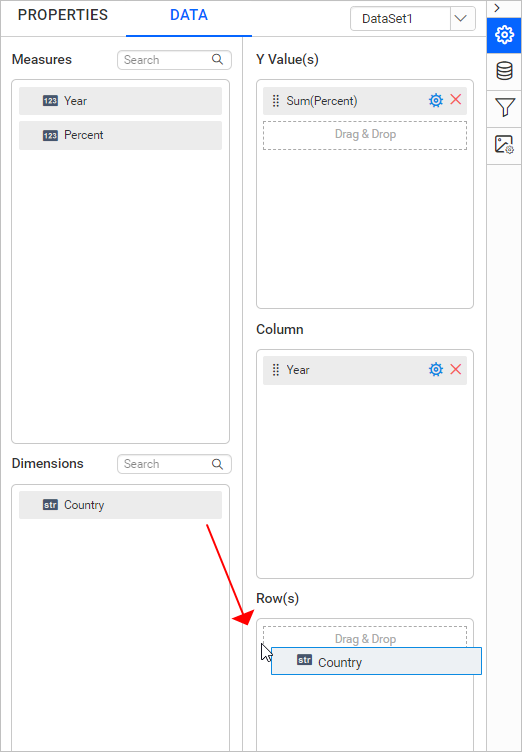 PROPERTIES
DATA
DataSet1
Measures
Search
123 Year
123 Percent
Dimensions
Search
str Country
Y Value(s)
Sum(Percent)
Drag & Drop
Column
Year
Row(s)
Drag & Drop
str Country